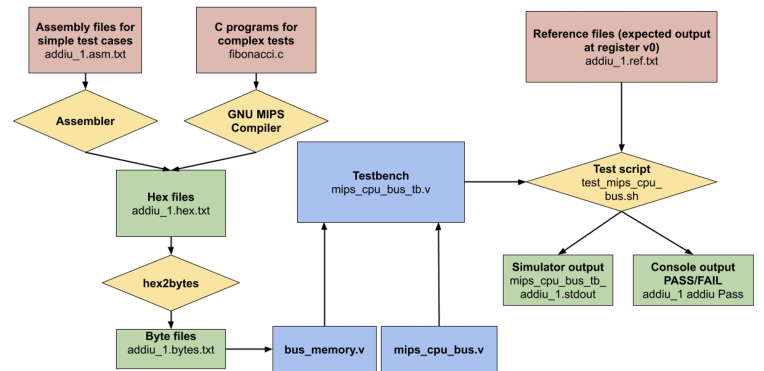 Assembly files for
simple test cases
addiu_1.asm.txt
C programs for
complex tests
fibonacci.c
Reference files (expected output
at register v0)
addiu_1.ref.txt
Assembler
GNU MIPS
Compiler
Testbench
mips_cpu_bus_tb.v
Test script
test_mips_cpu_
bus.sh
Hex files
addiu_1.hex.txt
hex2bytes
Simulator output
mips_cpu_bus_tb_
addiu_1.stdout
Console output
PASS/FAIL
addiu_1 addiu Pass
Byte files
addiu_1.bytes.txt
bus_memory.v
mips_cpu_bus.v